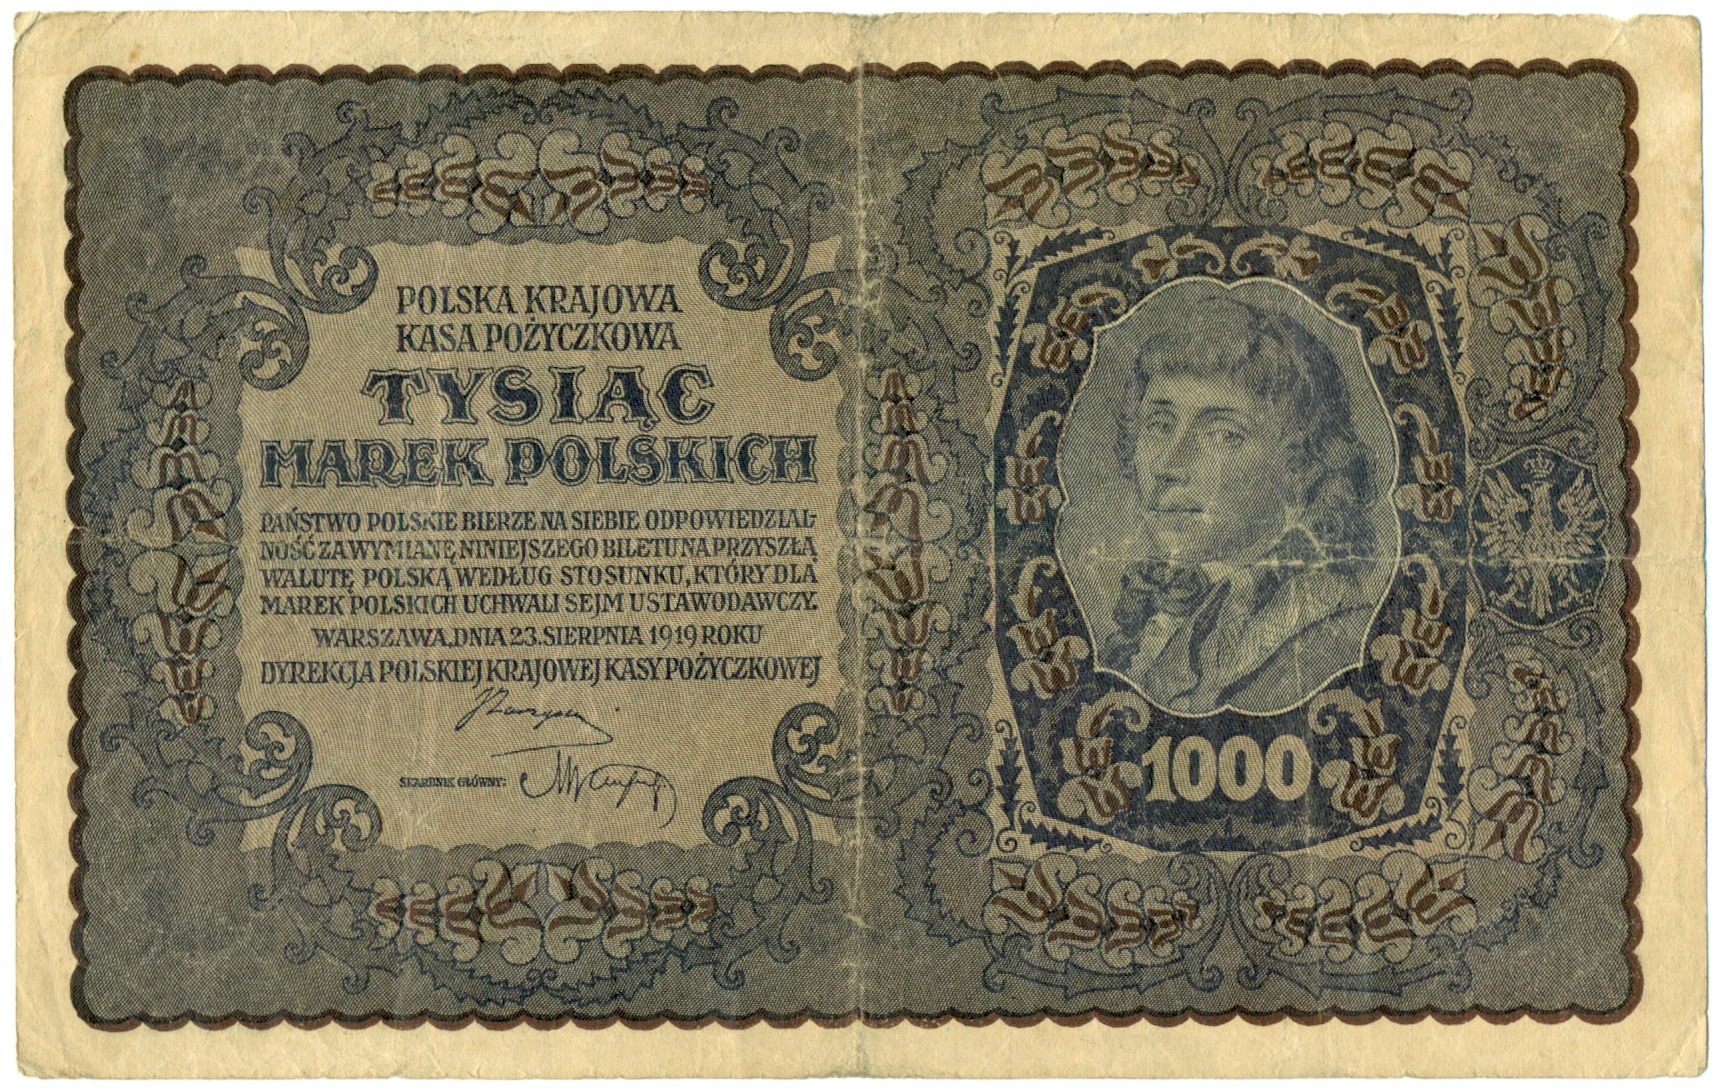 POLSKA KRAJOWA
KASA POŻYCZKOWA
TYSIĄC
MAREK POLSKICH
PAŃSTWO POLSKIE BIERZE NA SIEBIE ODPOWIEDZIAL-
NOŚĆ ZA WYMIANĘ NINIEJSZEGO BILETU NA PRZYSZŁĄ
WALUTĘ POLSKĄ WEDŁUG STOSUNKU, KTÓRY DLA
MAREK POLSKICH UCHWALI SEJM USTAWODAWCZY.
WARSZAWA, DNIA 23. SIERPNIA 1919 ROKU
DYREKCJA POLSKIEJ KRAJOWEJ KASY POŻYCZKOWEJ
SKARBNIK GŁÓWNY:
1000